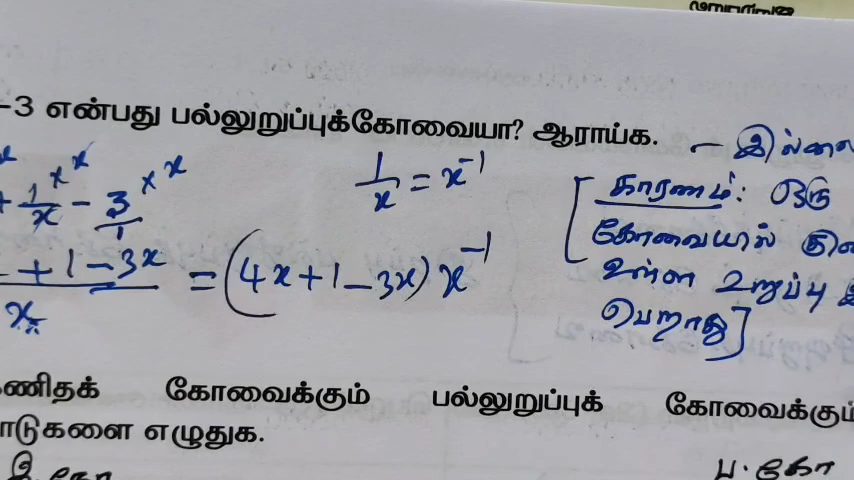 -3 என்பது பல்லுறுப்புக்கோவையா? ஆராய்க. - இல்லை
+ 1/x - 3/1 × x
1/x = x⁻¹
[காரணம்: ஒரு
+ 1 - 3x / x = (4x + 1 - 3x) x⁻¹
கோவையில்
உள்ள உறுப்பு
பெறாது]
கணிதக் கோவைக்கும் பல்லுறுப்புக் கோவைக்கும்
எழுதுக.
ப. கோ